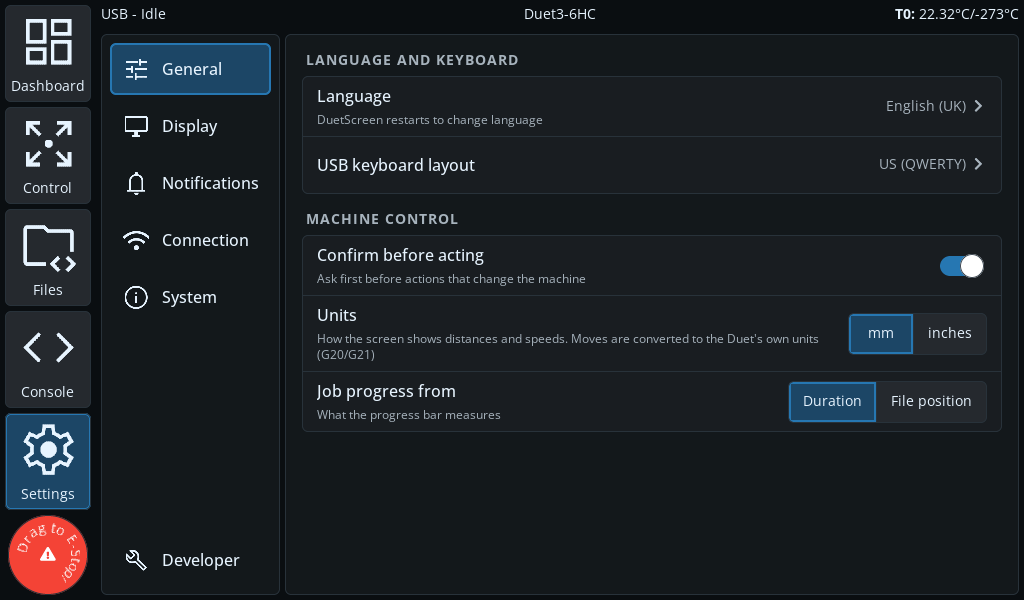 USB - Idle
Duet3-6HC
T0: 22.32°C/-273°C
Dashboard
Control
Files
Console
Settings
Drag to E-Stop!
General
Display
Notifications
Connection
System
Developer
LANGUAGE AND KEYBOARD
Language
DuetScreen restarts to change language
English (UK)
USB keyboard layout
US (QWERTY)
MACHINE CONTROL
Confirm before acting
Ask first before actions that change the machine
Units
How the screen shows distances and speeds. Moves are converted to the Duet's own units
(G20/G21)
mm
inches
Job progress from
What the progress bar measures
Duration
File position